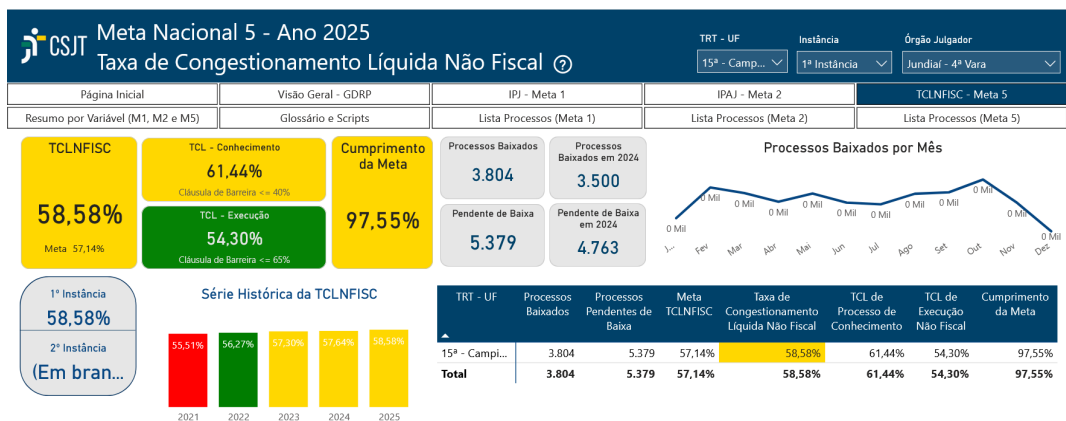 CSJT
Meta Nacional 5 - Ano 2025
Taxa de Congestionamento Líquida Não Fiscal ?
TRT - UF
15ª - Camp...
Instância
1ª Instância
Órgão Julgador
Jundiaí - 4ª Vara
Página Inicial
Visão Geral - GDRP
IPJ - Meta 1
IPAJ - Meta 2
TCLNFISC - Meta 5
Resumo por Variável (M1, M2 e M5)
Glossário e Scripts
Lista Processos (Meta 1)
Lista Processos (Meta 2)
Lista Processos (Meta 5)
TCLNFISC
58,58%
Meta 57,14%
TCL - Conhecimento
61,44%
Cláusula de Barreira <= 40%
TCL - Execução
54,30%
Cláusula de Barreira <= 65%
Cumprimento
da Meta
97,55%
Processos Baixados
3.804
Processos
Baixados em 2024
3.500
Pendente de Baixa
5.379
Pendente de Baixa
em 2024
4.763
Processos Baixados por Mês
0 Mil
0 Mil
0 Mil
0 Mil
0 Mil
0 Mil
0 Mil
0 Mil
0 Mil
0 Mil
0 Mil
0 Mil
J...
Fev
Mar
Abr
Mai
Jun
Jul
Ago
Set
Out
Nov
Dez
1º Instância
58,58%
2º Instância
(Em bran...
Série Histórica da TCLNFISC
55,51%
56,27%
57,30%
57,64%
58,58%
2021
2022
2023
2024
2025
TRT - UF
Processos
Baixados
Processos
Pendentes de
Baixa
Meta
TCLNFISC
Taxa de
Congestionamento
Líquida Não Fiscal
TCL de
Processo de
Conhecimento
TCL de
Execução
Não Fiscal
Cumprimento
da Meta
15ª - Campi... 3.804 5.379 57,14% 58,58% 61,44% 54,30% 97,55%
Total 3.804 5.379 57,14% 58,58% 61,44% 54,30% 97,55%